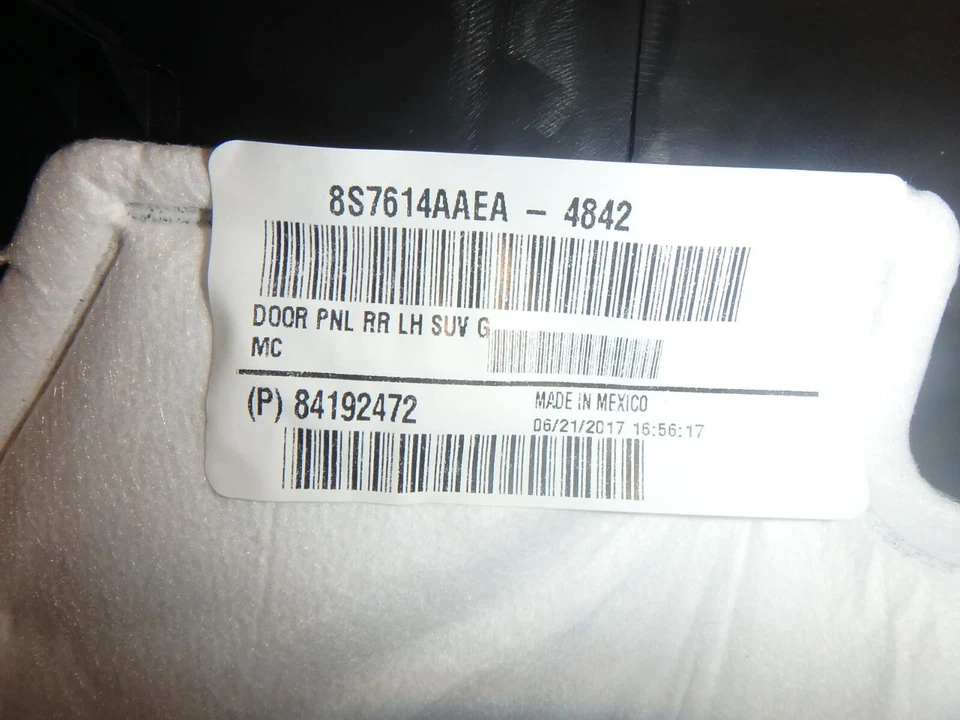 8S7614AAEA - 4842
DOOR PNL RR LH SUV G
MC
(P) 84192472
MADE IN MEXICO
06/21/2017 16:56:17